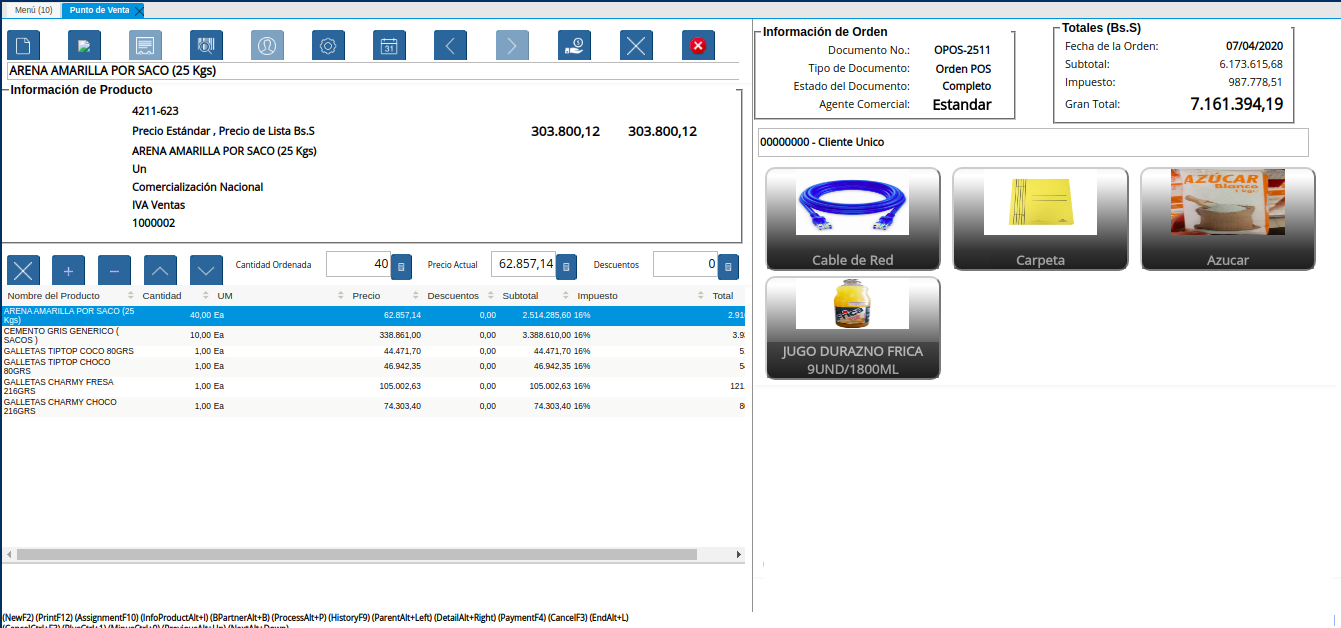 Menú (10)
Punto de Venta
31
ARENA AMARILLA POR SACO (25 Kgs)
Información de Producto
4211-623
Precio Estándar , Precio de Lista Bs.S 303.800,12 303.800,12
ARENA AMARILLA POR SACO (25 Kgs)
Un
Comercialización Nacional
IVA Ventas
1000002
Cantidad Ordenada 40 Precio Actual 62.857,14 Descuentos 0
Nombre del Producto Cantidad UM Precio Descuentos Subtotal Impuesto Total
ARENA AMARILLA POR SACO (25
Kgs) 40,00 Ea 62.857,14 0,00 2.514.285,60 16% 2.91
CEMENTO GRIS GENERICO (
SACOS ) 10,00 Ea 338.861,00 0,00 3.388.610,00 16% 3.9
GALLETAS TIPTOP COCO 80GRS 1,00 Ea 44.471,70 0,00 44.471,70 16% 5
GALLETAS TIPTOP CHOCO
80GRS 1,00 Ea 46.942,35 0,00 46.942,35 16% 5
GALLETAS CHARMY FRESA
216GRS 1,00 Ea 105.002,63 0,00 105.002,63 16% 121
GALLETAS CHARMY CHOCO
216GRS 1,00 Ea 74.303,40 0,00 74.303,40 16% 8
(NewF2) (PrintF12) (AssignmentF10) (InfoProductAlt+I) (BPartnerAlt+B) (ProcessAlt+P) (HistoryF9) (ParentAlt+Left) (DetailAlt+Right) (PaymentF4) (CancelF3) (EndAlt+L)
Información de Orden
Documento No.: OPOS-2511
Tipo de Documento: Orden POS
Estado del Documento: Completo
Agente Comercial: Estandar
Totales (Bs.S)
Fecha de la Orden: 07/04/2020
Subtotal: 6.173.615,68
Impuesto: 987.778,51
Gran Total: 7.161.394,19
00000000 - Cliente Unico
Cable de Red
Carpeta
AZÚCAR
Blanco
Azucar
JUGO DURAZNO FRICA
9UND/1800ML